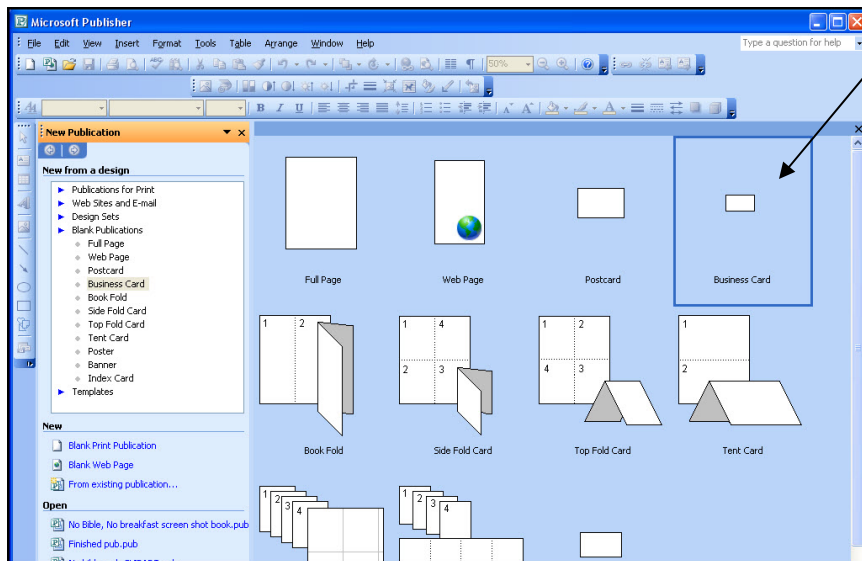 Microsoft Publisher
File Edit View Insert Format Tools Table Arrange Window Help
Type a question for help
50%
B I U
New Publication
New from a design
Publications for Print
Web Sites and E-mail
Design Sets
Blank Publications
Full Page
Web Page
Postcard
Business Card
Book Fold
Side Fold Card
Top Fold Card
Tent Card
Poster
Banner
Index Card
Templates
New
Blank Print Publication
Blank Web Page
From existing publication...
Open
No Bible, No breakfast screen shot book.pub
Finished pub.pub
Full Page Web Page Postcard Business Card
1 2 1 4 1 2 1
2 3 4 3 2
Book Fold Side Fold Card Top Fold Card Tent Card
1 2 3 4 1 2 3 4